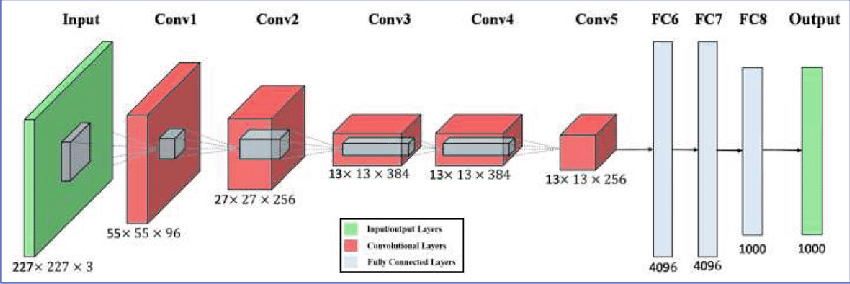 Input Conv1 Conv2 Conv3 Conv4 Conv5 FC6 FC7 FC8 Output
227× 227 × 3
55× 55 × 96
27× 27 × 256
13× 13 × 384
13× 13 × 384
13× 13 × 256
4096
4096
1000
1000
Input/output Layers
Convolutional Layers
Fully Connected Layers